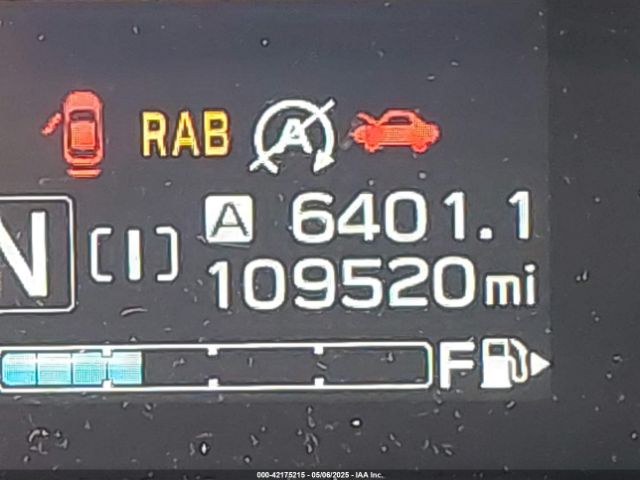 RAB A
N [I] A 6401.1
109520 mi
F
000-42175215 - 05/06/2025 - IAA Inc.